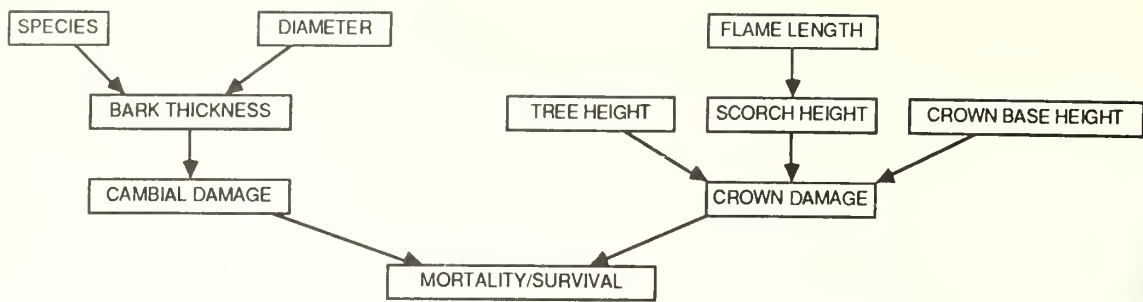 SPECIES
DIAMETER
FLAME LENGTH
BARK THICKNESS
TREE HEIGHT
SCORCH HEIGHT
CROWN BASE HEIGHT
CAMBIAL DAMAGE
CROWN DAMAGE
MORTALITY/SURVIVAL